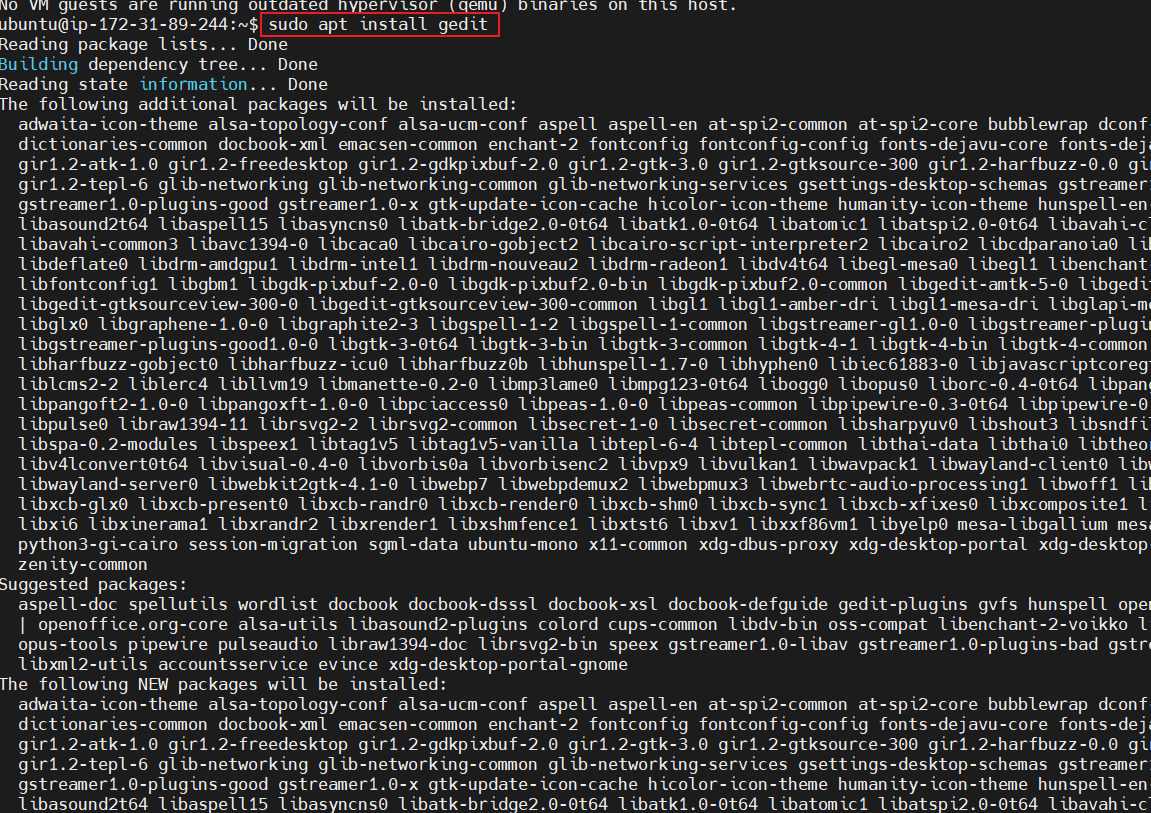 No VM guests are running outdated hypervisor (qemu) binaries on this host.
ubuntu@ip-172-31-89-244:~$ sudo apt install gedit
Reading package lists... Done
Building dependency tree... Done
Reading state information... Done
The following additional packages will be installed:
adwaita-icon-theme alsa-topology-conf alsa-ucm-conf aspell aspell-en at-spi2-common at-spi2-core bubblewrap dconf-
dictionaries-common docbook-xml emacsen-common enchant-2 fontconfig fontconfig-config fonts-dejavu-core fonts-deja
gir1.2-atk-1.0 gir1.2-freedesktop gir1.2-gdkpixbuf-2.0 gir1.2-gtk-3.0 gir1.2-gtksource-300 gir1.2-harfbuzz-0.0 gi
gir1.2-tepl-6 glib-networking glib-networking-common glib-networking-services gsettings-desktop-schemas gstreamer
gstreamer1.0-plugins-good gstreamer1.0-x gtk-update-icon-cache hicolor-icon-theme humanity-icon-theme hunspell-en
libasound2t64 libaspell15 libasyncns0 libatk-bridge2.0-0t64 libatk1.0-0t64 libatomic1 libatspi2.0-0t64 libavahi-cl
libavahi-common3 libavc1394-0 libcaca0 libcairo-gobject2 libcairo-script-interpreter2 libcairo2 libcdparanoia0 lib
libdeflate0 libdrm-amdgpu1 libdrm-intel1 libdrm-nouveau2 libdrm-radeon1 libdv4t64 libegl-mesa0 libegl1 libenchant-
libfontconfig1 libgbm1 libgdk-pixbuf-2.0-0 libgdk-pixbuf2.0-bin libgdk-pixbuf2.0-common libgedit-amtk-5-0 libgedi
libgedit-gtksourceview-300-0 libgedit-gtksourceview-300-common libgl1 libgl1-amber-dri libgl1-mesa-dri libglapi-me
libglx0 libgraphene-1.0-0 libgraphite2-3 libgspell-1-2 libgspell-1-common libgstreamer-gl1.0-0 libgstreamer-plugin
libgstreamer-plugins-good1.0-0 libgtk-3-0t64 libgtk-3-bin libgtk-3-common libgtk-4-1 libgtk-4-bin libgtk-4-common
libharfbuzz-gobject0 libharfbuzz-icu0 libharfbuzz0b libhunspell-1.7-0 libhyphen0 libiec61883-0 libjavascriptcoregt
liblcms2-2 liblerc4 libllvm19 libmanette-0.2-0 libmp3lame0 libmpg123-0t64 libogg0 libopus0 liborc-0.4-0t64 libpan
libpangoft2-1.0-0 libpangoxft-1.0-0 libpciaccess0 libpeas-1.0-0 libpeas-common libpipewire-0.3-0t64 libpipewire-0
libpulse0 libraw1394-11 librsvg2-2 librsvg2-common libsecret-1-0 libsecret-common libsharpyuv0 libshout3 libsndfil
libspa-0.2-modules libspeex1 libtag1v5 libtag1v5-vanilla libtepl-6-4 libtepl-common libthai-data libthai0 libtheor
libv4lconvert0t64 libvisual-0.4-0 libvorbis0a libvorbisenc2 libvpx9 libvulkan1 libwavpack1 libwayland-client0 libw
libwayland-server0 libwebkit2gtk-4.1-0 libwebp7 libwebpdemux2 libwebpmux3 libwebrtc-audio-processing1 libwoff1 lib
libxcb-glx0 libxcb-present0 libxcb-randr0 libxcb-render0 libxcb-shm0 libxcb-sync1 libxcb-xfixes0 libxcomposite1 l
libxi6 libxinerama1 libxrandr2 libxrender1 libxshmfence1 libxtst6 libxv1 libxxf86vm1 libyelp0 mesa-libgallium mesa
python3-gi-cairo session-migration sgml-data ubuntu-mono x11-common xdg-dbus-proxy xdg-desktop-portal xdg-desktop-
zenity-common
Suggested packages:
aspell-doc spellutils wordlist docbook docbook-dsssl docbook-xsl docbook-defguide gedit-plugins gvfs hunspell open
| openoffice.org-core alsa-utils libasound2-plugins colord cups-common libdv-bin oss-compat libenchant-2-voikko l
opus-tools pipewire pulseaudio libraw1394-doc librsvg2-bin speex gstreamer1.0-libav gstreamer1.0-plugins-bad gstre
libxml2-utils accountsservice evince xdg-desktop-portal-gnome
The following NEW packages will be installed:
adwaita-icon-theme alsa-topology-conf alsa-ucm-conf aspell aspell-en at-spi2-common at-spi2-core bubblewrap dconf-
dictionaries-common docbook-xml emacsen-common enchant-2 fontconfig fontconfig-config fonts-dejavu-core fonts-deja
gir1.2-atk-1.0 gir1.2-freedesktop gir1.2-gdkpixbuf-2.0 gir1.2-gtk-3.0 gir1.2-gtksource-300 gir1.2-harfbuzz-0.0 gi
gir1.2-tepl-6 glib-networking glib-networking-common glib-networking-services gsettings-desktop-schemas gstreamer
gstreamer1.0-plugins-good gstreamer1.0-x gtk-update-icon-cache hicolor-icon-theme humanity-icon-theme hunspell-en
libasound2t64 libaspell15 libasyncns0 libatk-bridge2.0-0t64 libatk1.0-0t64 libatomic1 libatspi2.0-0t64 libavahi-cl